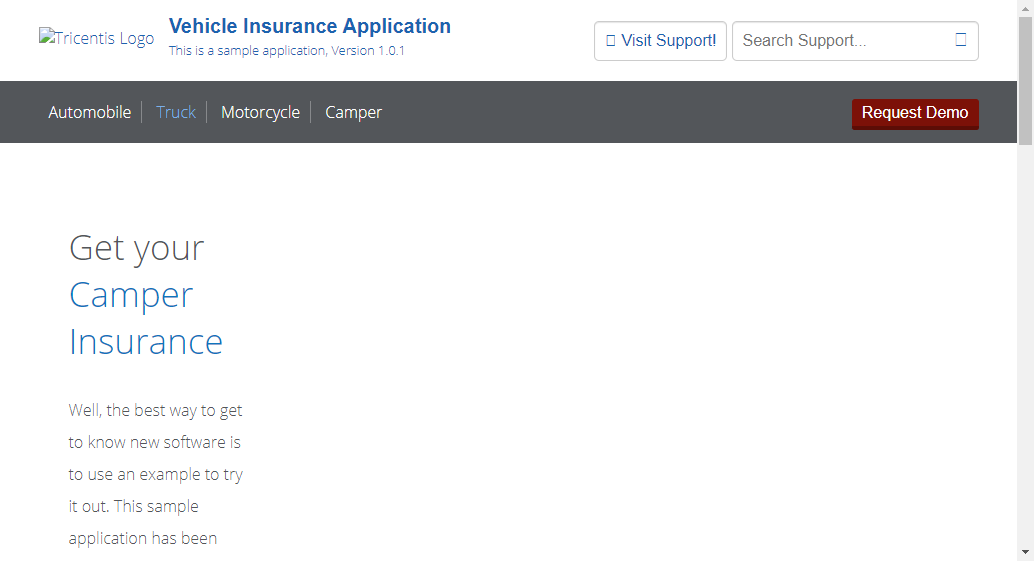 Tricentis Logo
Vehicle Insurance Application
This is a sample application, Version 1.0.1
Visit Support!
Search Support...
Automobile
Truck
Motorcycle
Camper
Request Demo
Get your
Camper
Insurance
Well, the best way to get
to know new software is
to use an example to try
it out. This sample
application has been